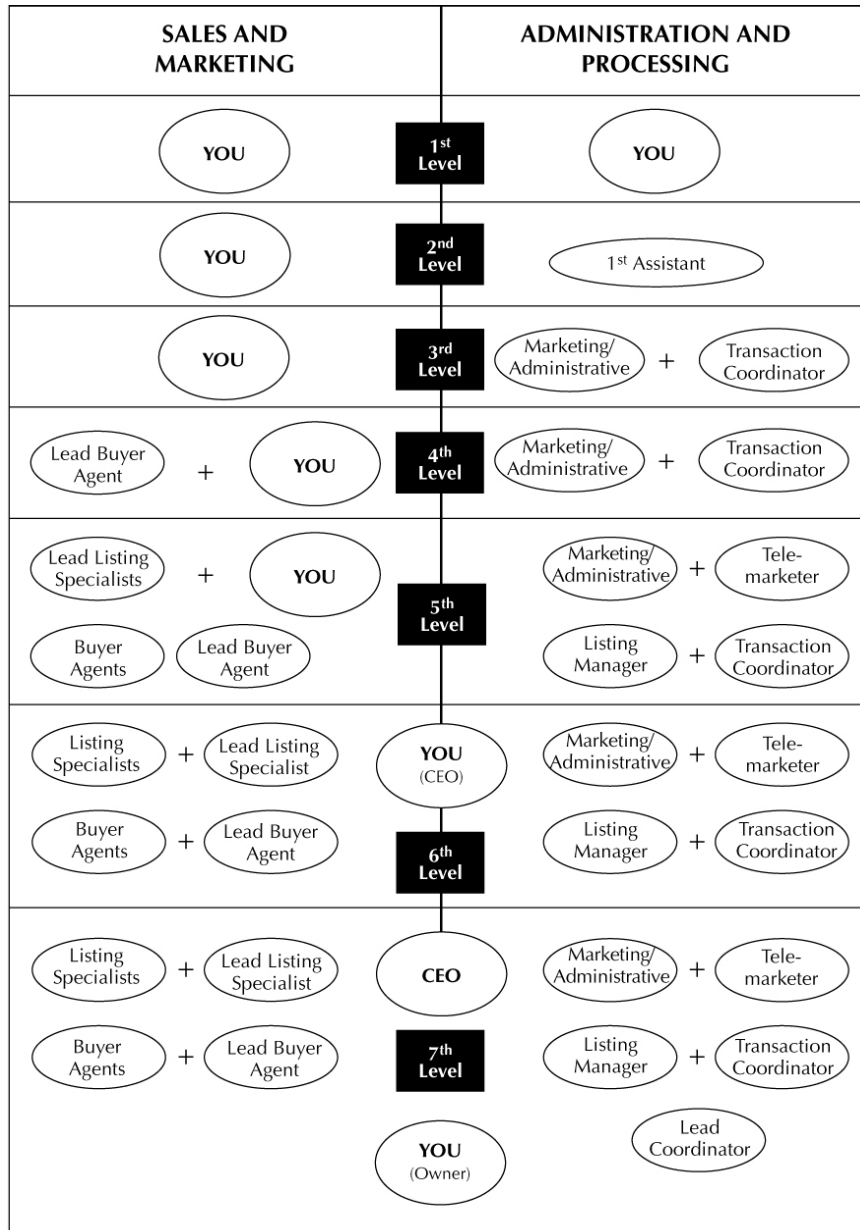 SALES AND
MARKETING
ADMINISTRATION AND
PROCESSING
YOU
1st
Level
YOU
YOU
2nd
Level
1st Assistant
YOU
3rd
Level
Marketing/
Administrative
+
Transaction
Coordinator
Lead Buyer
Agent
+
YOU
4th
Level
Marketing/
Administrative
+
Transaction
Coordinator
Lead Listing
Specialists
+
YOU
Buyer
Agents
Lead Buyer
Agent
5th
Level
Marketing/
Administrative
+
Tele-
marketer
Listing
Manager
+
Transaction
Coordinator
Listing
Specialists
+
Lead Listing
Specialist
YOU
(CEO)
Marketing/
Administrative
+
Tele-
marketer
Buyer
Agents
+
Lead Buyer
Agent
6th
Level
Listing
Manager
+
Transaction
Coordinator
Listing
Specialists
+
Lead Listing
Specialist
CEO
Marketing/
Administrative
+
Tele-
marketer
Buyer
Agents
+
Lead Buyer
Agent
7th
Level
Listing
Manager
+
Transaction
Coordinator
YOU
(Owner)
Lead
Coordinator